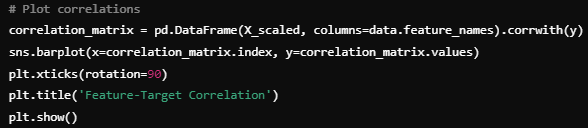 # Plot correlations
correlation_matrix = pd.DataFrame(X_scaled, columns=data.feature_names).corrwith(y)
sns.barplot(x=correlation_matrix.index, y=correlation_matrix.values)
plt.xticks(rotation=90)
plt.title('Feature-Target Correlation')
plt.show()